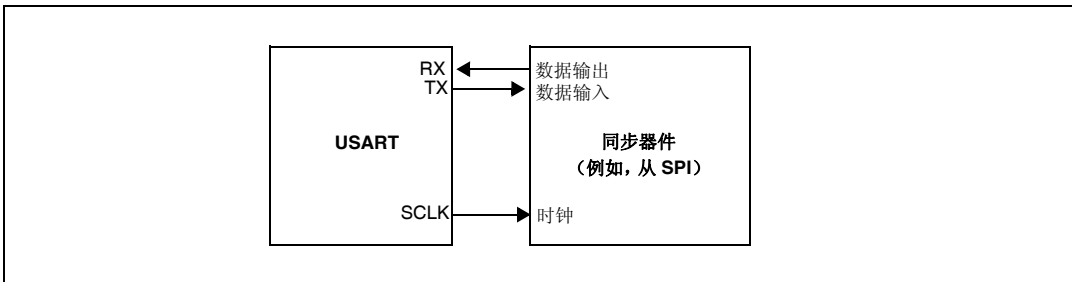 RX
TX
USART
SCLK
数据输出
数据输入
同步器件
（例如，从 SPI）
时钟